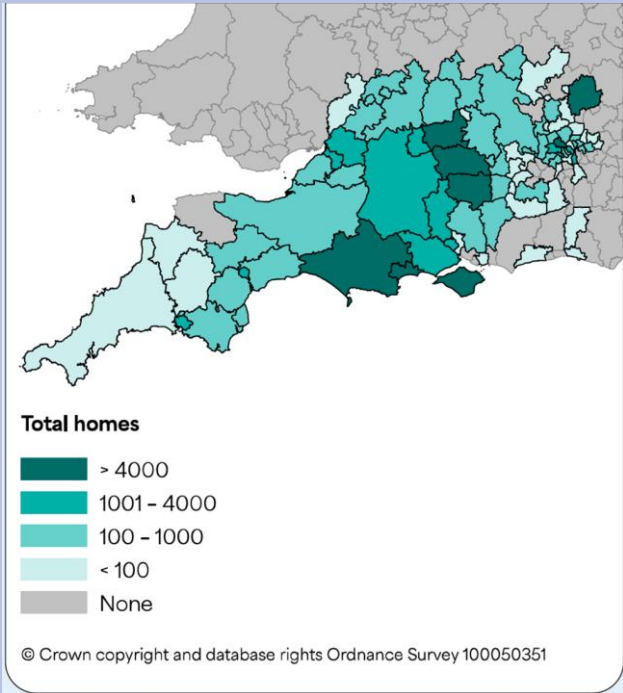 Total homes
> 4000
1001 – 4000
100 – 1000
< 100
None
© Crown copyright and database rights Ordnance Survey 100050351